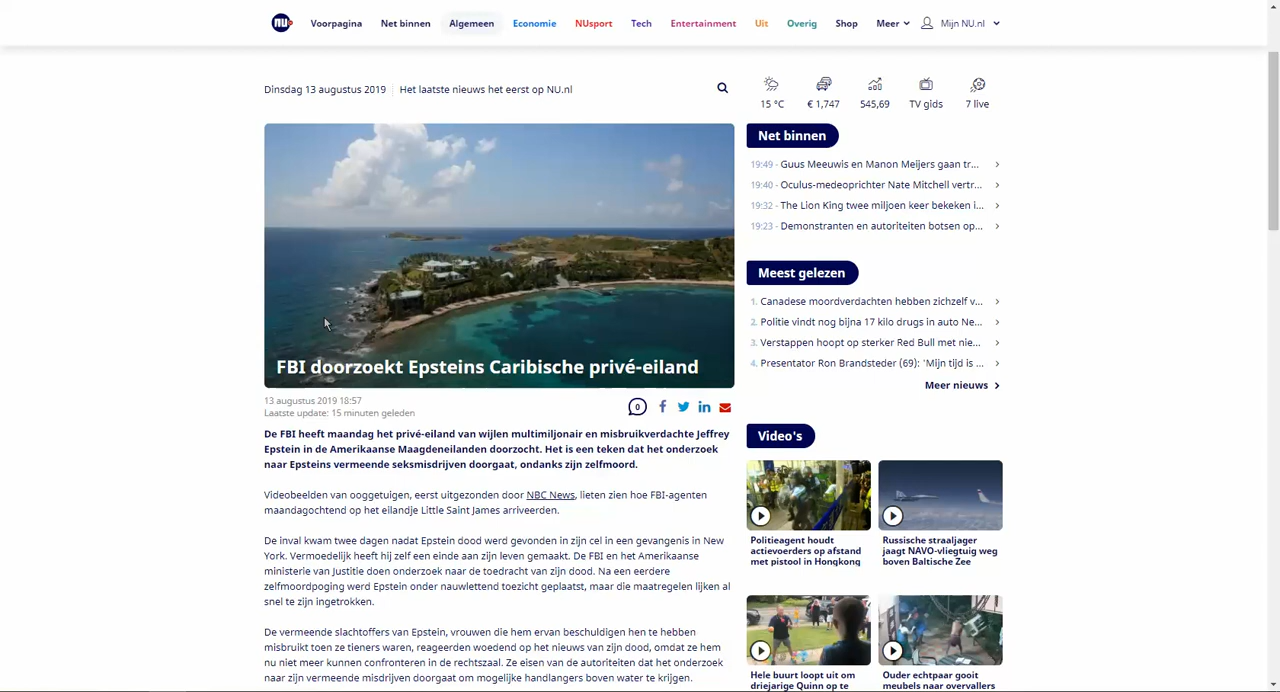 nu
Voorpagina Net binnen Algemeen Economie NUsport Tech Entertainment Uit Overig Shop Meer Mijn NU.nl
Dinsdag 13 augustus 2019 Het laatste nieuws het eerst op NU.nl
15 °C € 1,747 545,69 TV gids 7 live
FBI doorzoekt Epsteins Caribische privé-eiland
13 augustus 2019 18:57
Laatste update: 15 minuten geleden
0
De FBI heeft maandag het privé-eiland van wijlen multimiljonair en misbruikverdachte Jeffrey
Epstein in de Amerikaanse Maagdeneilanden doorzocht. Het is een teken dat het onderzoek
naar Epsteins vermeende seksmisdrijven doorgaat, ondanks zijn zelfmoord.
Videobeelden van ooggetuigen, eerst uitgezonden door NBC News, lieten zien hoe FBI-agenten
maandagochtend op het eilandje Little Saint James arriveerden.
De inval kwam twee dagen nadat Epstein dood werd gevonden in zijn cel in een gevangenis in New
York. Vermoedelijk heeft hij zelf een einde aan zijn leven gemaakt. De FBI en het Amerikaanse
ministerie van Justitie doen onderzoek naar de toedracht van zijn dood. Na een eerdere
zelfmoordpoging werd Epstein onder nauwlettend toezicht geplaatst, maar die maatregelen lijken al
snel te zijn ingetrokken.
De vermeende slachtoffers van Epstein, vrouwen die hem ervan beschuldigen hen te hebben
misbruikt toen ze tieners waren, reageerden woedend op het nieuws van zijn dood, omdat ze hem
nu niet meer kunnen confronteren in de rechtszaal. Ze eisen van de autoriteiten dat het onderzoek
naar zijn vermeende misdrijven doorgaat om mogelijke handlangers boven water te krijgen.
Net binnen
19:49 - Guus Meeuwis en Manon Meijers gaan tr...
19:40 - Oculus-medeoprichter Nate Mitchell vertr...
19:32 - The Lion King twee miljoen keer bekeken i...
19:23 - Demonstranten en autoriteiten botsen op...
Meest gelezen
1. Canadese moordverdachten hebben zichzelf v...
2. Politie vindt nog bijna 17 kilo drugs in auto Ne...
3. Verstappen hoopt op sterker Red Bull met nie...
4. Presentator Ron Brandsteder (69): 'Mijn tijd is ...
Meer nieuws
Video's
Politieagent houdt
actievoerders op afstand
met pistool in Hongkong
Russische straaljager
jaagt NAVO-vliegtuig weg
boven Baltische Zee
Hele buurt loopt uit om
driejarige Quinn op te
Ouder echtpaar gooit
meubels naar overvallers